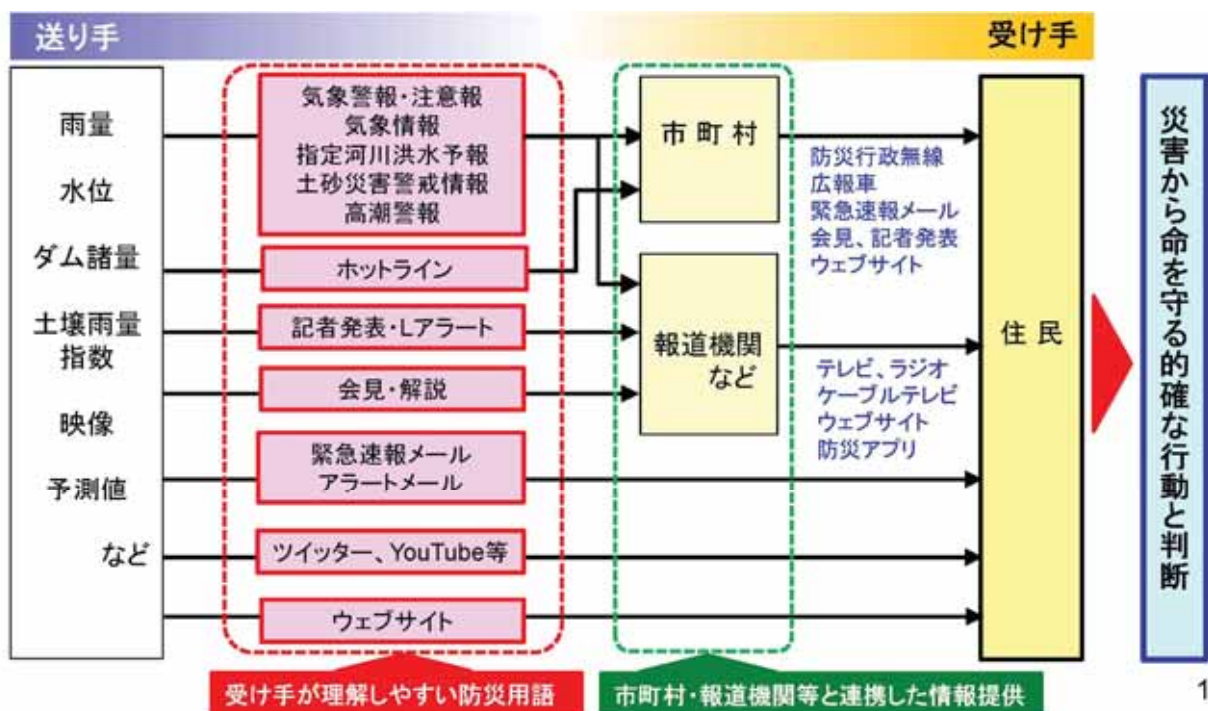 送り手
受け手
雨量
水位
ダム諸量
土壌雨量
指数
映像
予測値
など
気象警報・注意報
気象情報
指定河川洪水予報
土砂災害警戒情報
高潮警報
ホットライン
記者発表・Lアラート
会見・解説
緊急速報メール
アラートメール
ツイッター、YouTube等
ウェブサイト
市町村
報道機関
など
防災行政無線
広報車
緊急速報メール
会見、記者発表
ウェブサイト
テレビ、ラジオ
ケーブルテレビ
ウェブサイト
防災アプリ
住民
災害から命を守る的確な行動と判断
受け手が理解しやすい防災用語
市町村・報道機関等と連携した情報提供
1